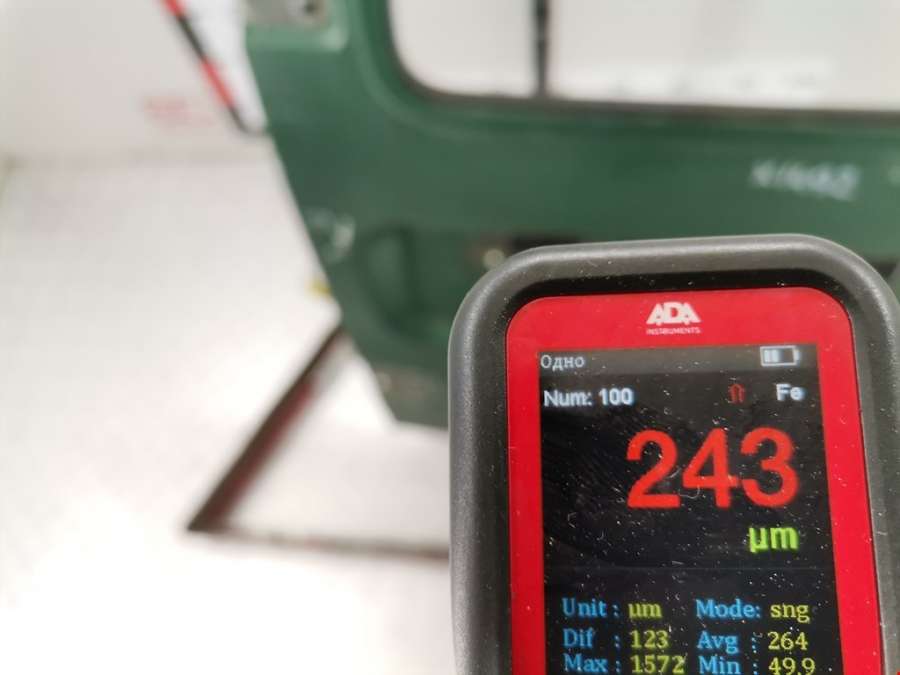 ADA
INSTRUMENTS
Одно
Num: 100 Fe
243
µm
Unit : µm Mode: sng
Dif : 123 Avg : 264
Max : 1572 Min : 49.9